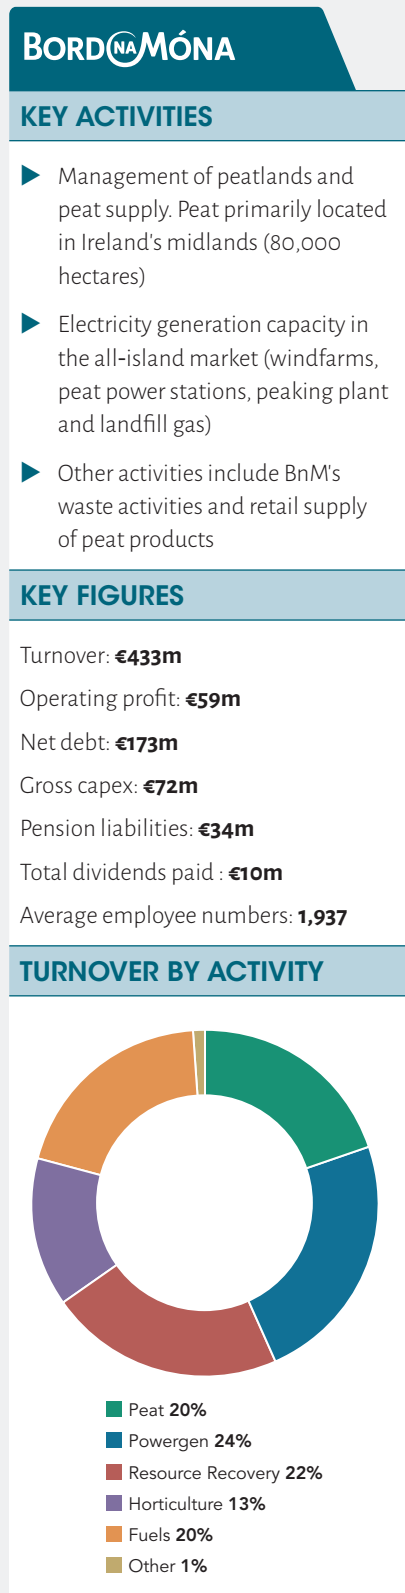 BORD NA MÓNA
KEY ACTIVITIES
Management of peatlands and
peat supply. Peat primarily located
in Ireland's midlands (80,000
hectares)
Electricity generation capacity in
the all-island market (windfarms,
peat power stations, peaking plant
and landfill gas)
Other activities include BnM's
waste activities and retail supply
of peat products
KEY FIGURES
Turnover: €433m
Operating profit: €59m
Net debt: €173m
Gross capex: €72m
Pension liabilities: €34m
Total dividends paid : €10m
Average employee numbers: 1,937
TURNOVER BY ACTIVITY
Peat 20%
Powergen 24%
Resource Recovery 22%
Horticulture 13%
Fuels 20%
Other 1%